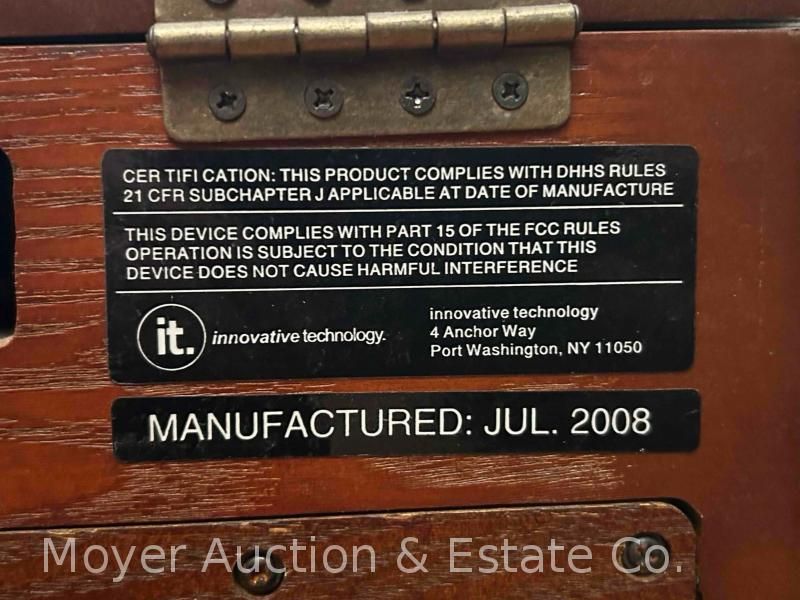 CER TIFI CATION: THIS PRODUCT COMPLIES WITH DHHS RULES
21 CFR SUBCHAPTER J APPLICABLE AT DATE OF MANUFACTURE
THIS DEVICE COMPLIES WITH PART 15 OF THE FCC RULES
OPERATION IS SUBJECT TO THE CONDITION THAT THIS
DEVICE DOES NOT CAUSE HARMFUL INTERFERENCE
it. innovative technology.
innovative technology
4 Anchor Way
Port Washington, NY 11050
MANUFACTURED: JUL. 2008
Moyer Auction & Estate Co.